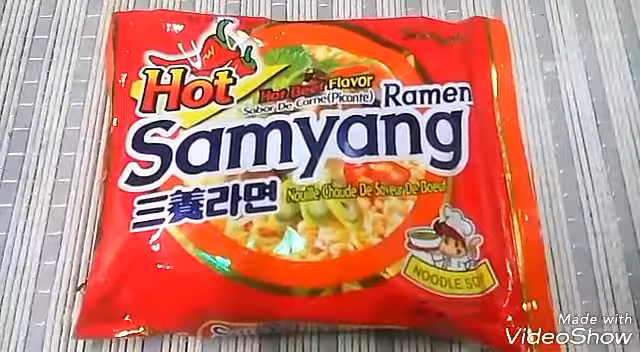 Hot
Hot Beef Flavor
Sabor De Carne(Picante)
Ramen
Samyang
三養라면
Nouille Chaude De Saveur De Boeuf
NOODLE SO
Made with
VideoShow